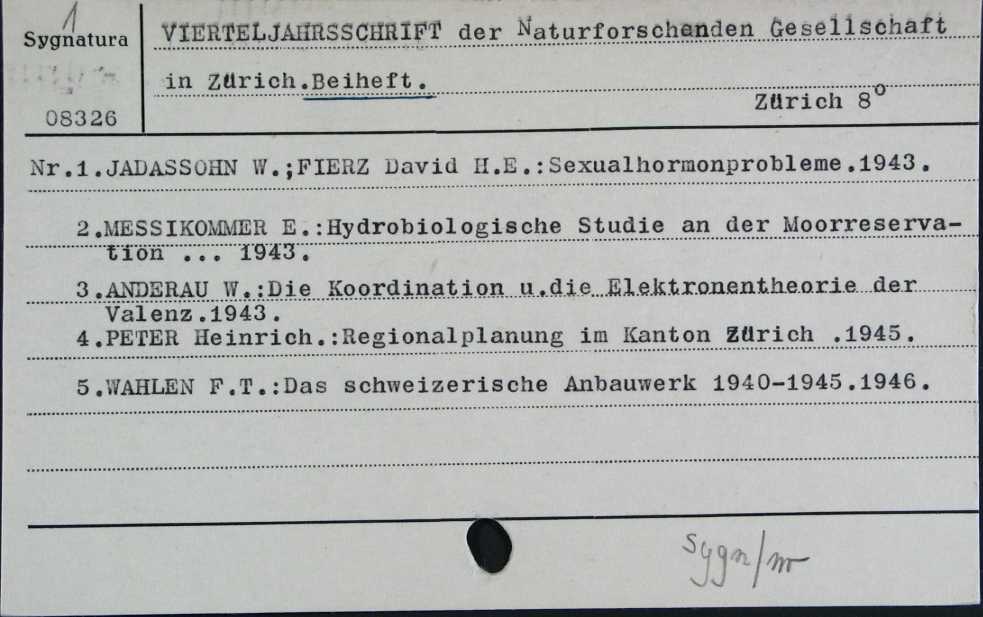 1
Sygnatura
08326
VIERTELJAHRSSCHRIFT der Naturforschenden Gesellschaft
in Zürich.Beiheft.
Zürich 8°
Nr.1.JADASSOHN W.;FIERZ David H.E.:Sexualhormonprobleme.1943.
2.MESSIKOMMER E.:Hydrobiologische Studie an der Moorreserva-
tion ... 1943.
3.ANDERAU W.:Die Koordination u.die Elektronentheorie der
Valenz.1943.
4.PETER Heinrich.:Regionalplanung im Kanton Zürich .1945.
5.WAHLEN F.T.:Das schweizerische Anbauwerk 1940-1945.1946.
sygn/m